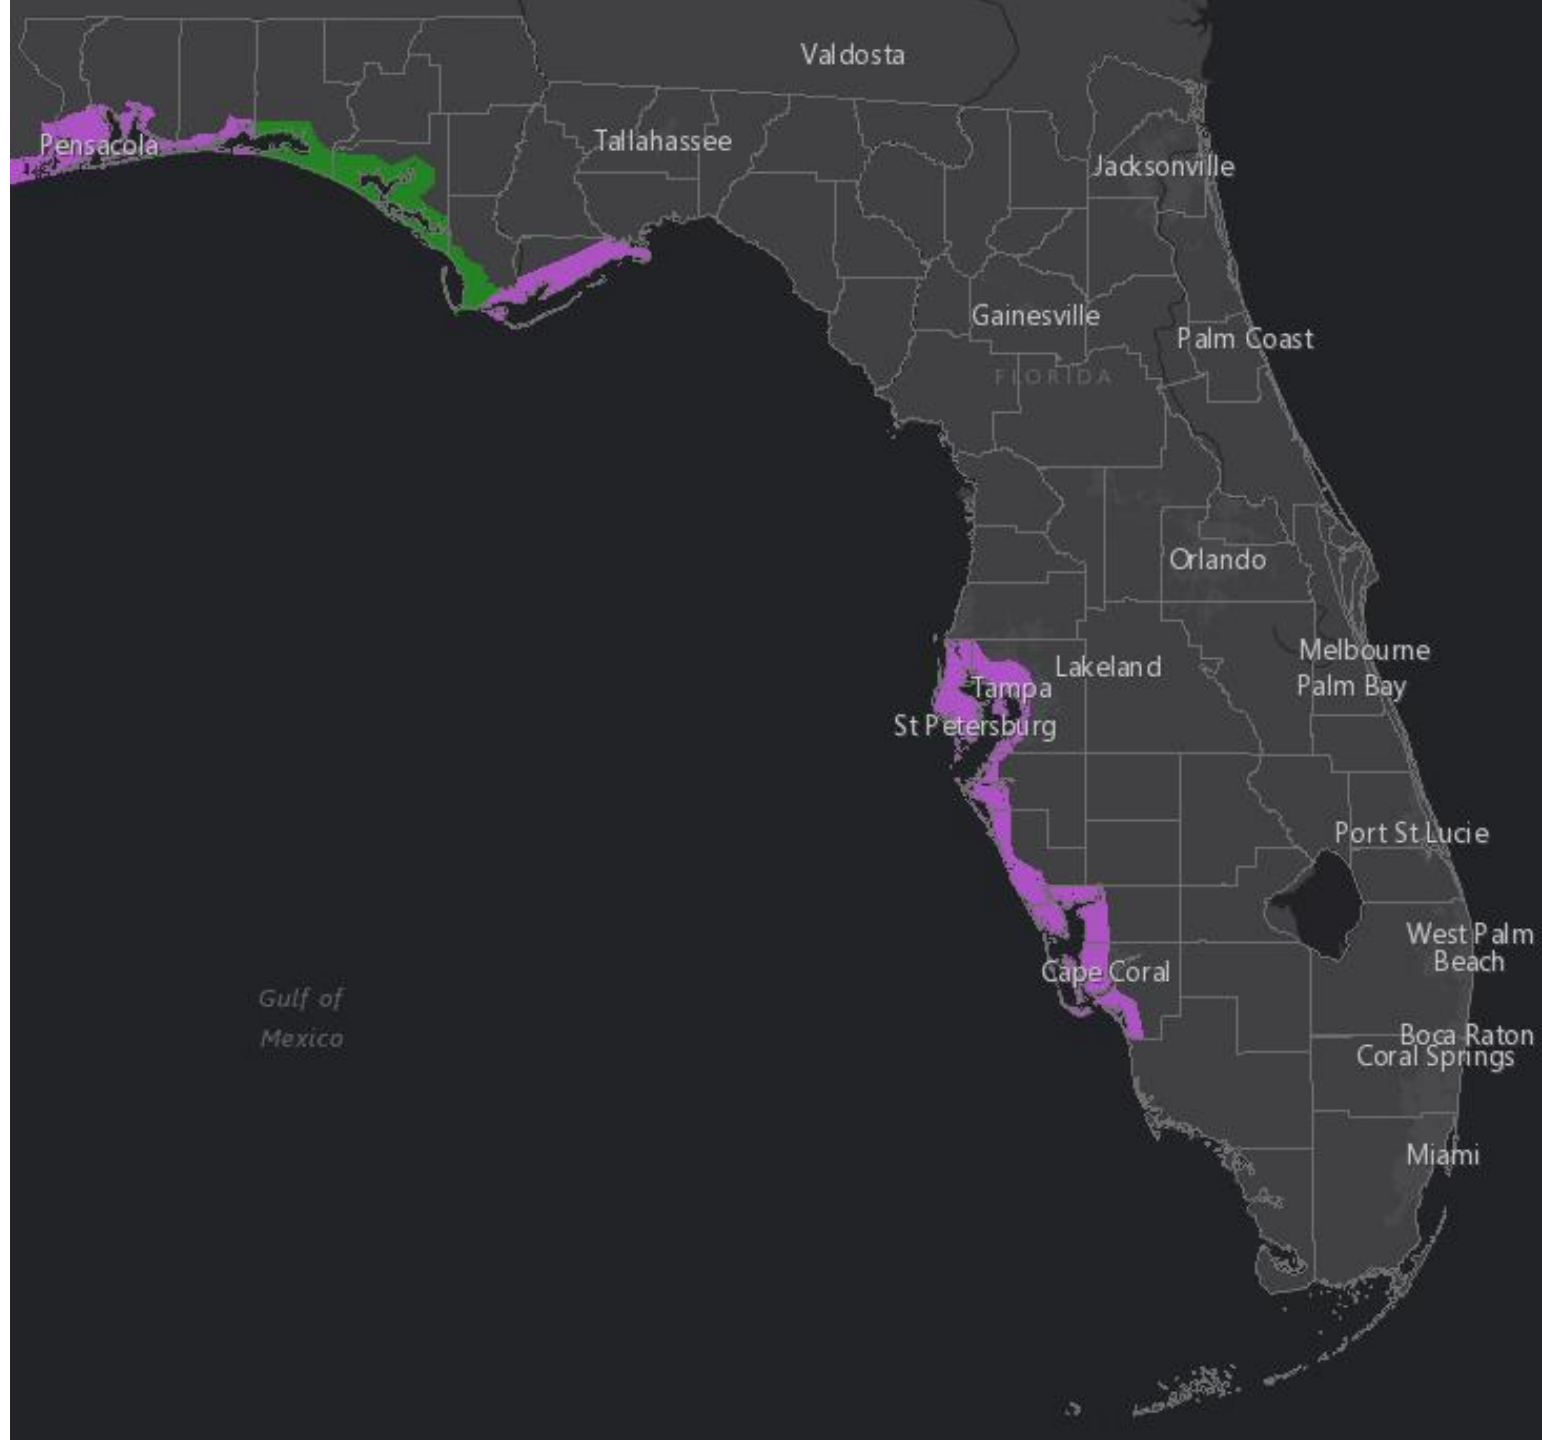 Valdosta
Pensacola
Tallahassee
Jacksonville
Gainesville
Palm Coast
FLORIDA
Orlando
Melbourne
Lakeland
Palm Bay
Tampa
St Petersburg
Port St Lucie
West Palm
Beach
Cape Coral
Gulf of
Mexico
Boca Raton
Coral Springs
Miami